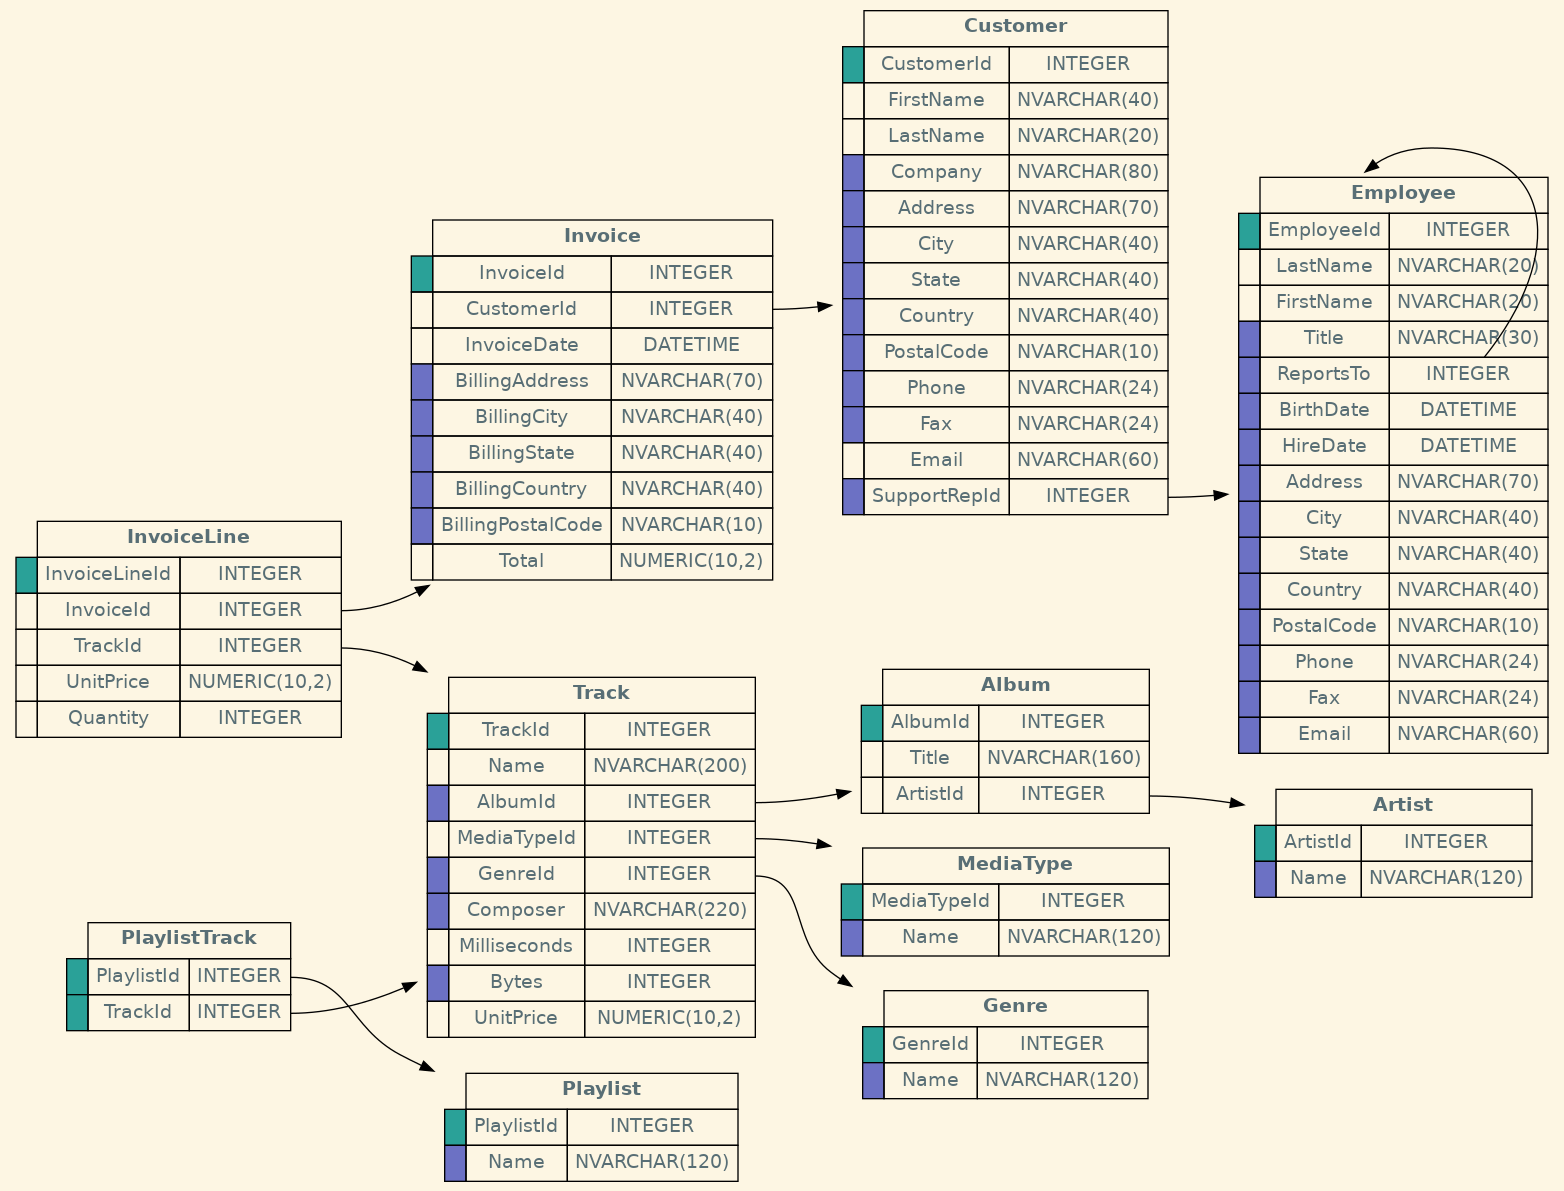 Customer
CustomerId INTEGER
FirstName NVARCHAR(40)
LastName NVARCHAR(20)
Company NVARCHAR(80)
Address NVARCHAR(70)
City NVARCHAR(40)
State NVARCHAR(40)
Country NVARCHAR(40)
PostalCode NVARCHAR(10)
Phone NVARCHAR(24)
Fax NVARCHAR(24)
Email NVARCHAR(60)
SupportRepId INTEGER
Employee
EmployeeId INTEGER
LastName NVARCHAR(20)
FirstName NVARCHAR(20)
Title NVARCHAR(30)
ReportsTo INTEGER
BirthDate DATETIME
HireDate DATETIME
Address NVARCHAR(70)
City NVARCHAR(40)
State NVARCHAR(40)
Country NVARCHAR(40)
PostalCode NVARCHAR(10)
Phone NVARCHAR(24)
Fax NVARCHAR(24)
Email NVARCHAR(60)
Invoice
InvoiceId INTEGER
CustomerId INTEGER
InvoiceDate DATETIME
BillingAddress NVARCHAR(70)
BillingCity NVARCHAR(40)
BillingState NVARCHAR(40)
BillingCountry NVARCHAR(40)
BillingPostalCode NVARCHAR(10)
Total NUMERIC(10,2)
InvoiceLine
InvoiceLineId INTEGER
InvoiceId INTEGER
TrackId INTEGER
UnitPrice NUMERIC(10,2)
Quantity INTEGER
Track
TrackId INTEGER
Name NVARCHAR(200)
AlbumId INTEGER
MediaTypeId INTEGER
GenreId INTEGER
Composer NVARCHAR(220)
Milliseconds INTEGER
Bytes INTEGER
UnitPrice NUMERIC(10,2)
Album
AlbumId INTEGER
Title NVARCHAR(160)
ArtistId INTEGER
Artist
ArtistId INTEGER
Name NVARCHAR(120)
MediaType
MediaTypeId INTEGER
Name NVARCHAR(120)
PlaylistTrack
PlaylistId INTEGER
TrackId INTEGER
Genre
GenreId INTEGER
Name NVARCHAR(120)
Playlist
PlaylistId INTEGER
Name NVARCHAR(120)